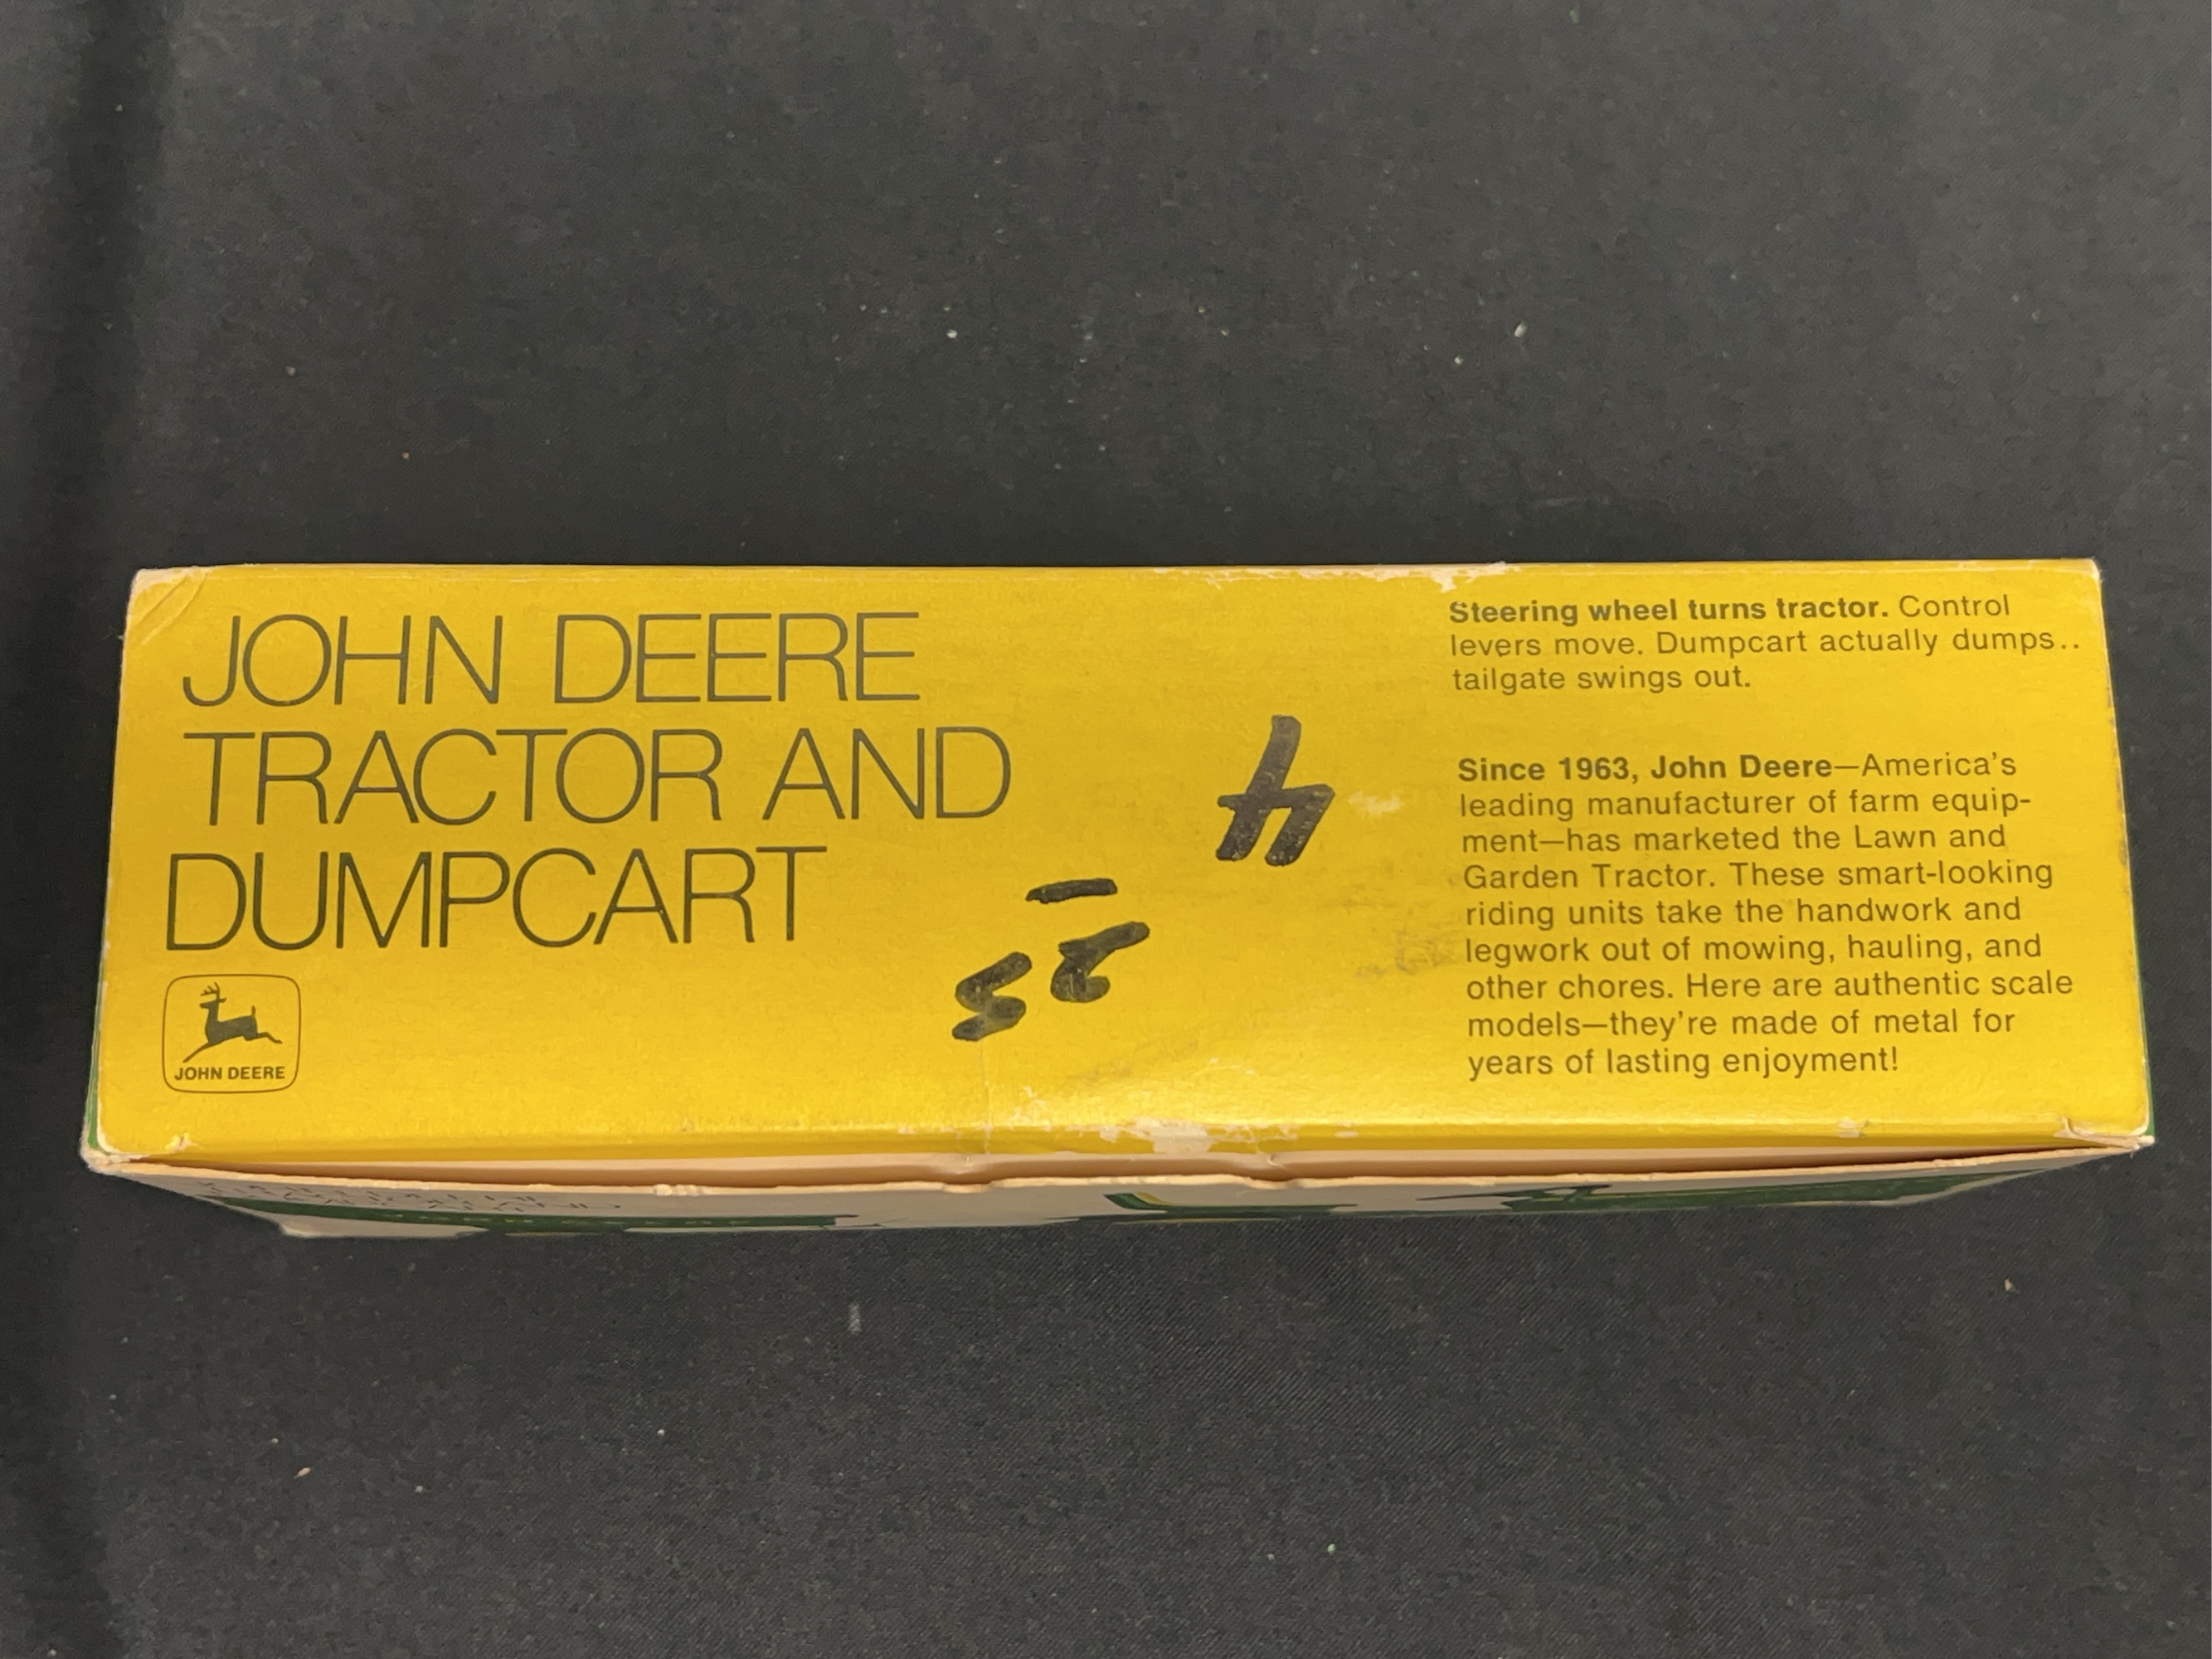 JOHN DEERE
TRACTOR AND
DUMPCART
JOHN DEERE
4
25
Steering wheel turns tractor. Control
levers move. Dumpcart actually dumps..
tailgate swings out.
Since 1963, John Deere—America's
leading manufacturer of farm equip-
ment—has marketed the Lawn and
Garden Tractor. These smart-looking
riding units take the handwork and
legwork out of mowing, hauling, and
other chores. Here are authentic scale
models—they're made of metal for
years of lasting enjoyment!